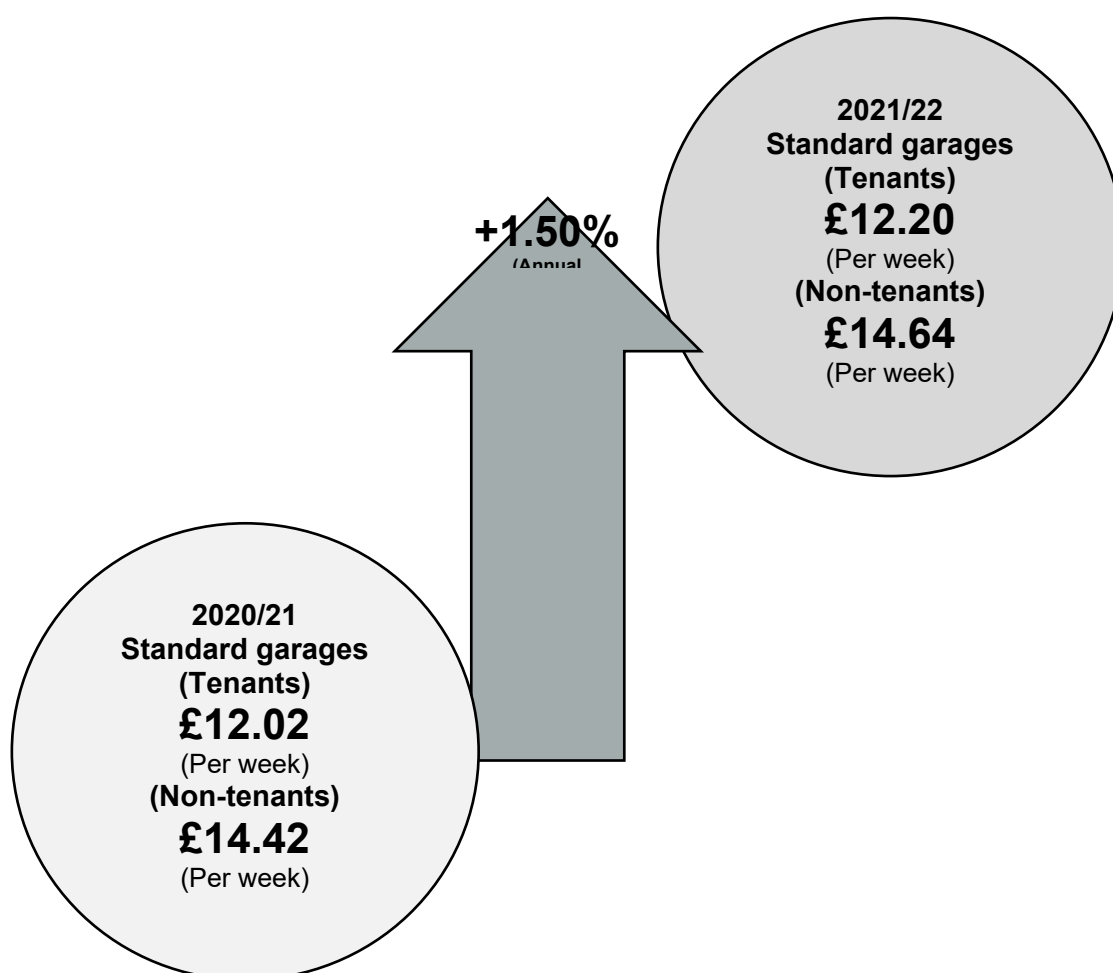 2021/22
Standard garages
(Tenants)
£12.20
(Per week)
(Non-tenants)
£14.64
(Per week)
+1.50%
(Annual
2020/21
Standard garages
(Tenants)
£12.02
(Per week)
(Non-tenants)
£14.42
(Per week)